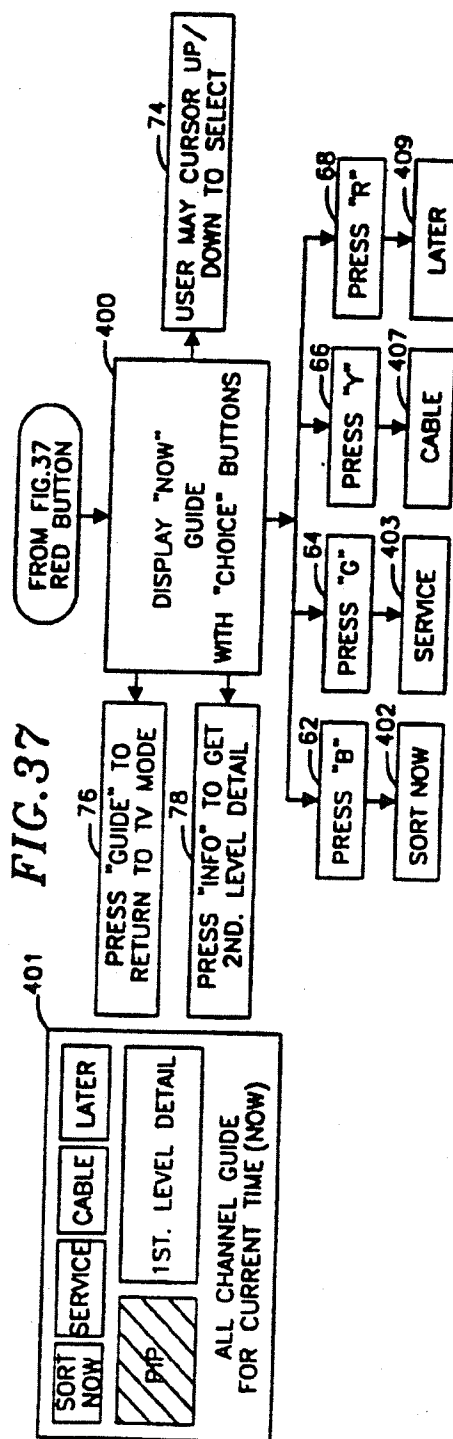 FIG.37
401
SORT
NOW
SERVICE
CABLE
LATER
PIP
1ST. LEVEL DETAIL
ALL CHANNEL GUIDE
FOR CURRENT TIME (NOW)
FROM FIG.37
RED BUTTON
76
PRESS "GUIDE" TO
RETURN TO TV MODE
78
PRESS "INFO" TO GET
2ND. LEVEL DETAIL
400
DISPLAY "NOW"
GUIDE
WITH "CHOICE" BUTTONS
74
USER MAY CURSOR UP/
DOWN TO SELECT
62
PRESS "B"
64
PRESS "G"
66
PRESS "Y"
68
PRESS "R"
402
SORT NOW
403
SERVICE
407
CABLE
409
LATER